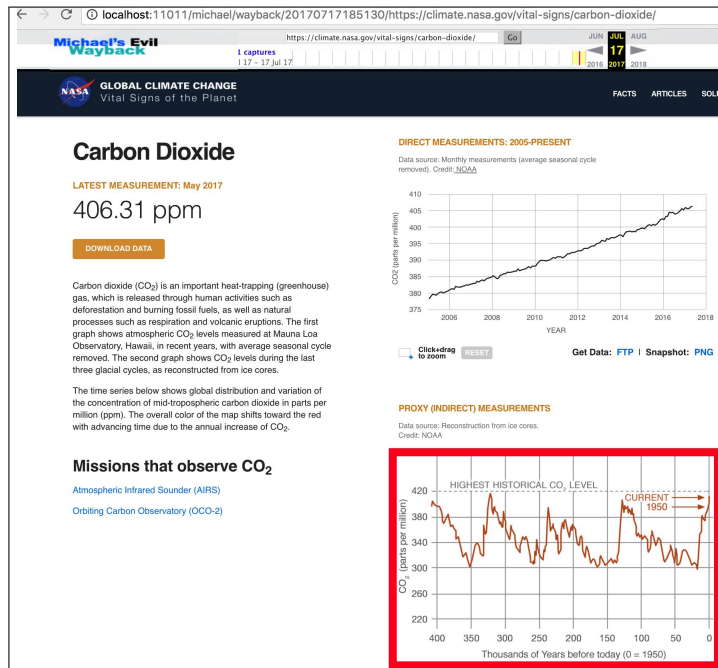 localhost:11011/michael/wayback/20170717185130/https://climate.nasa.gov/vital-signs/carbon-dioxide/
Michael's Evil
Wayback
https://climate.nasa.gov/vital-signs/carbon-dioxide/ Go
1 captures
17 - 17 Jul 17
JUN JUL AUG
17
2016 2017 2018
NASA
GLOBAL CLIMATE CHANGE
Vital Signs of the Planet
FACTS ARTICLES SOLU
Carbon Dioxide
LATEST MEASUREMENT: May 2017
406.31 ppm
DOWNLOAD DATA
Carbon dioxide (CO₂) is an important heat-trapping (greenhouse)
gas, which is released through human activities such as
deforestation and burning fossil fuels, as well as natural
processes such as respiration and volcanic eruptions. The first
graph shows atmospheric CO₂ levels measured at Mauna Loa
Observatory, Hawaii, in recent years, with average seasonal cycle
removed. The second graph shows CO₂ levels during the last
three glacial cycles, as reconstructed from ice cores.
The time series below shows global distribution and variation of
the concentration of mid-tropospheric carbon dioxide in parts per
million (ppm). The overall color of the map shifts toward the red
with advancing time due to the annual increase of CO₂.
Missions that observe CO₂
Atmospheric Infrared Sounder (AIRS)
Orbiting Carbon Observatory (OCO-2)
DIRECT MEASUREMENTS: 2005-PRESENT
Data source: Monthly measurements (average seasonal cycle
removed). Credit: NOAA
CO2 (parts per million)
410
405
400
395
390
385
380
375
2006 2008 2010 2012 2014 2016 2018
YEAR
Click+drag
to zoom
RESET
Get Data: FTP | Snapshot: PNG
PROXY (INDIRECT) MEASUREMENTS
Data source: Reconstruction from ice cores.
Credit: NOAA
HIGHEST HISTORICAL CO₂ LEVEL
CURRENT
1950
CO₂ (parts per million)
420
380
340
300
260
220
400 350 300 250 200 150 100 50 0
Thousands of Years before today (0 = 1950)